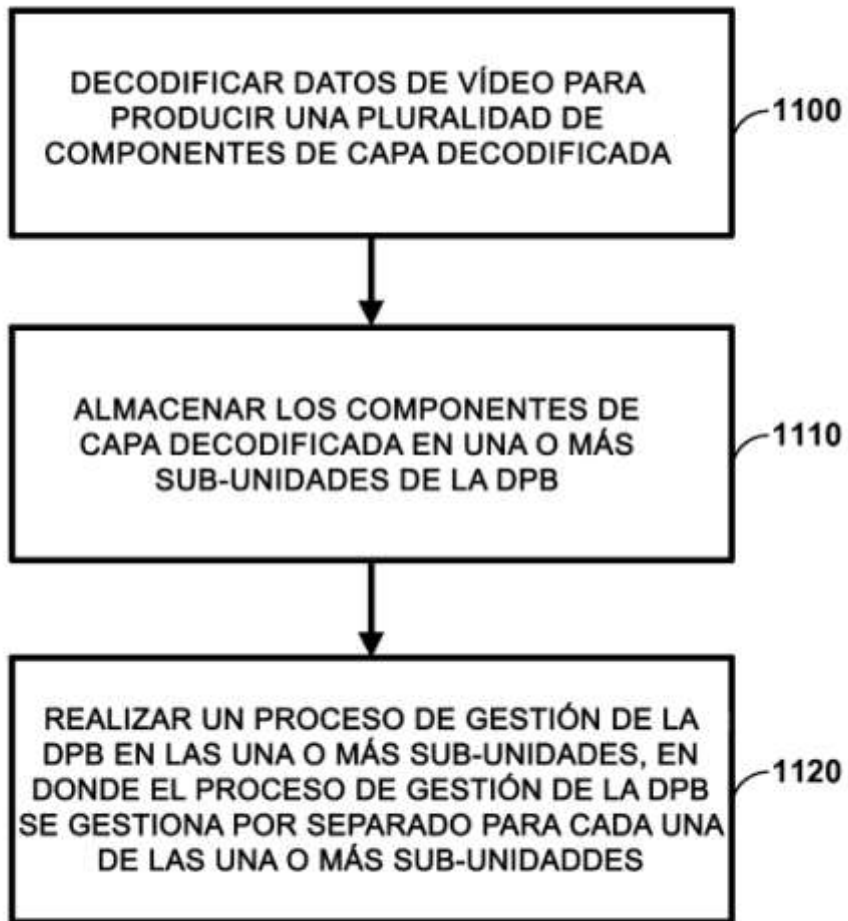 DECODIFICAR DATOS DE VÍDEO PARA
PRODUCIR UNA PLURALIDAD DE
COMPONENTES DE CAPA DECODIFICADA
1100
ALMACENAR LOS COMPONENTES DE
CAPA DECODIFICADA EN UNA O MÁS
SUB-UNIDADES DE LA DPB
1110
REALIZAR UN PROCESO DE GESTIÓN DE LA
DPB EN LAS UNA O MÁS SUB-UNIDADES, EN
DONDE EL PROCESO DE GESTIÓN DE LA DPB
SE GESTIONA POR SEPARADO PARA CADA UNA
DE LAS UNA O MÁS SUB-UNIDADDES
1120